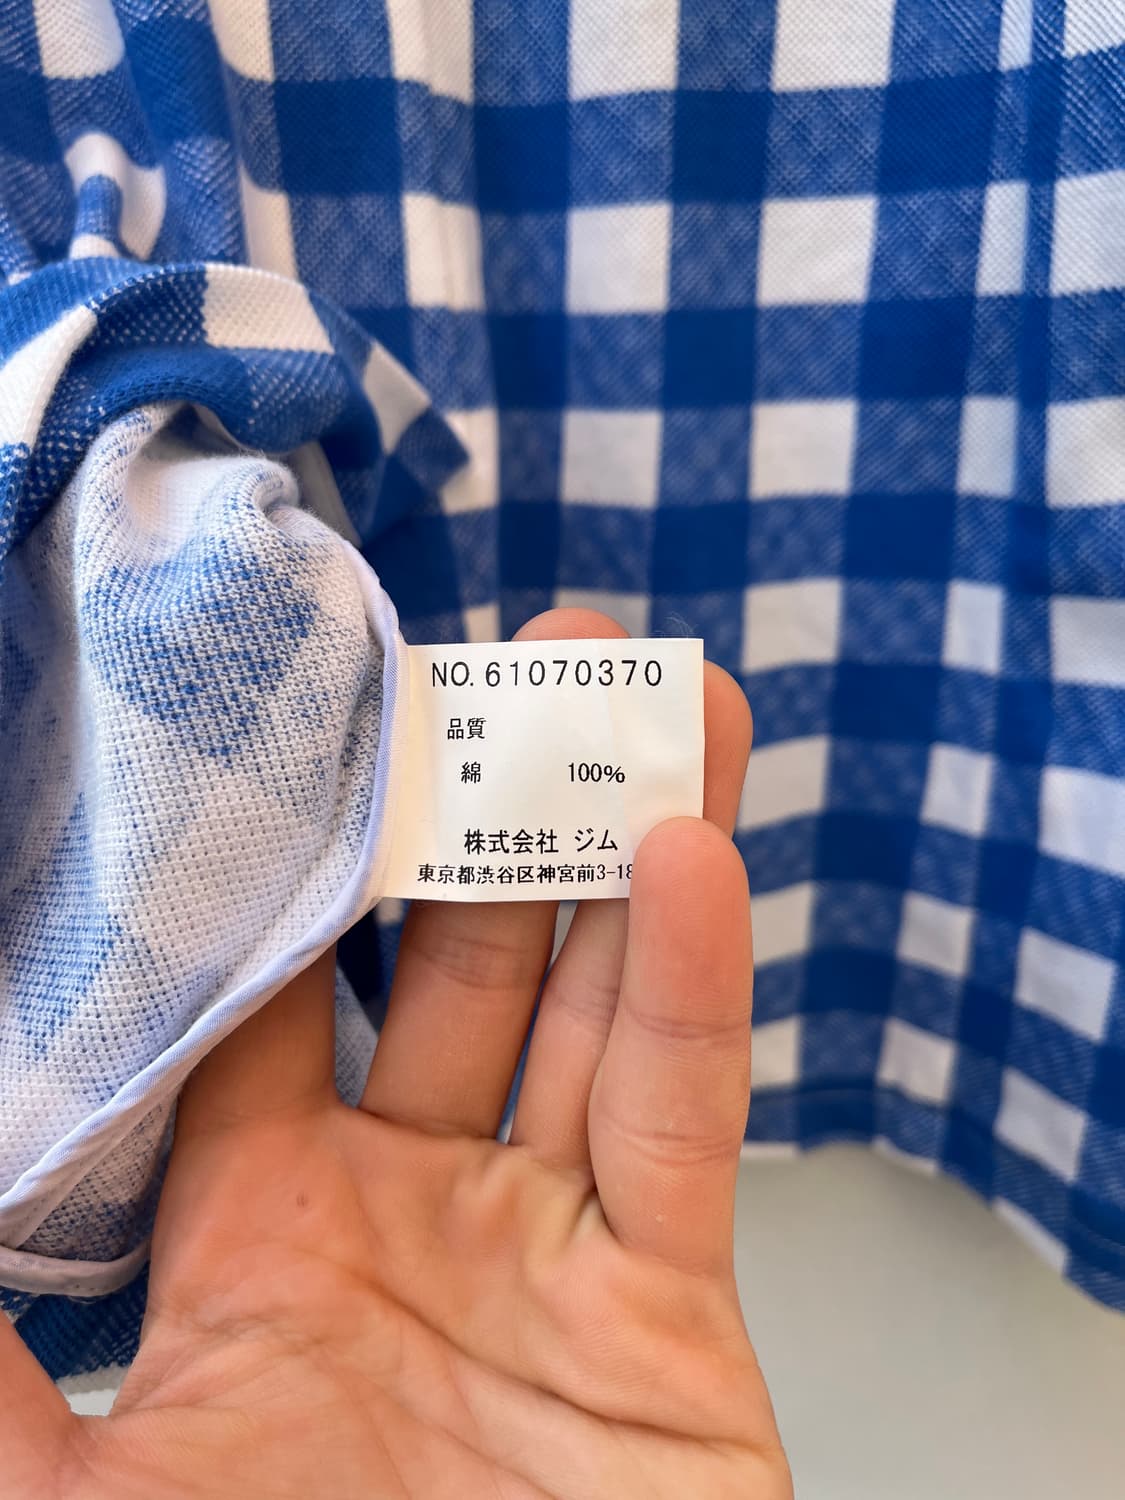 NO. 61070370
品質
綿 100%
株式会社 ジム
東京都渋谷区神宮前3-18